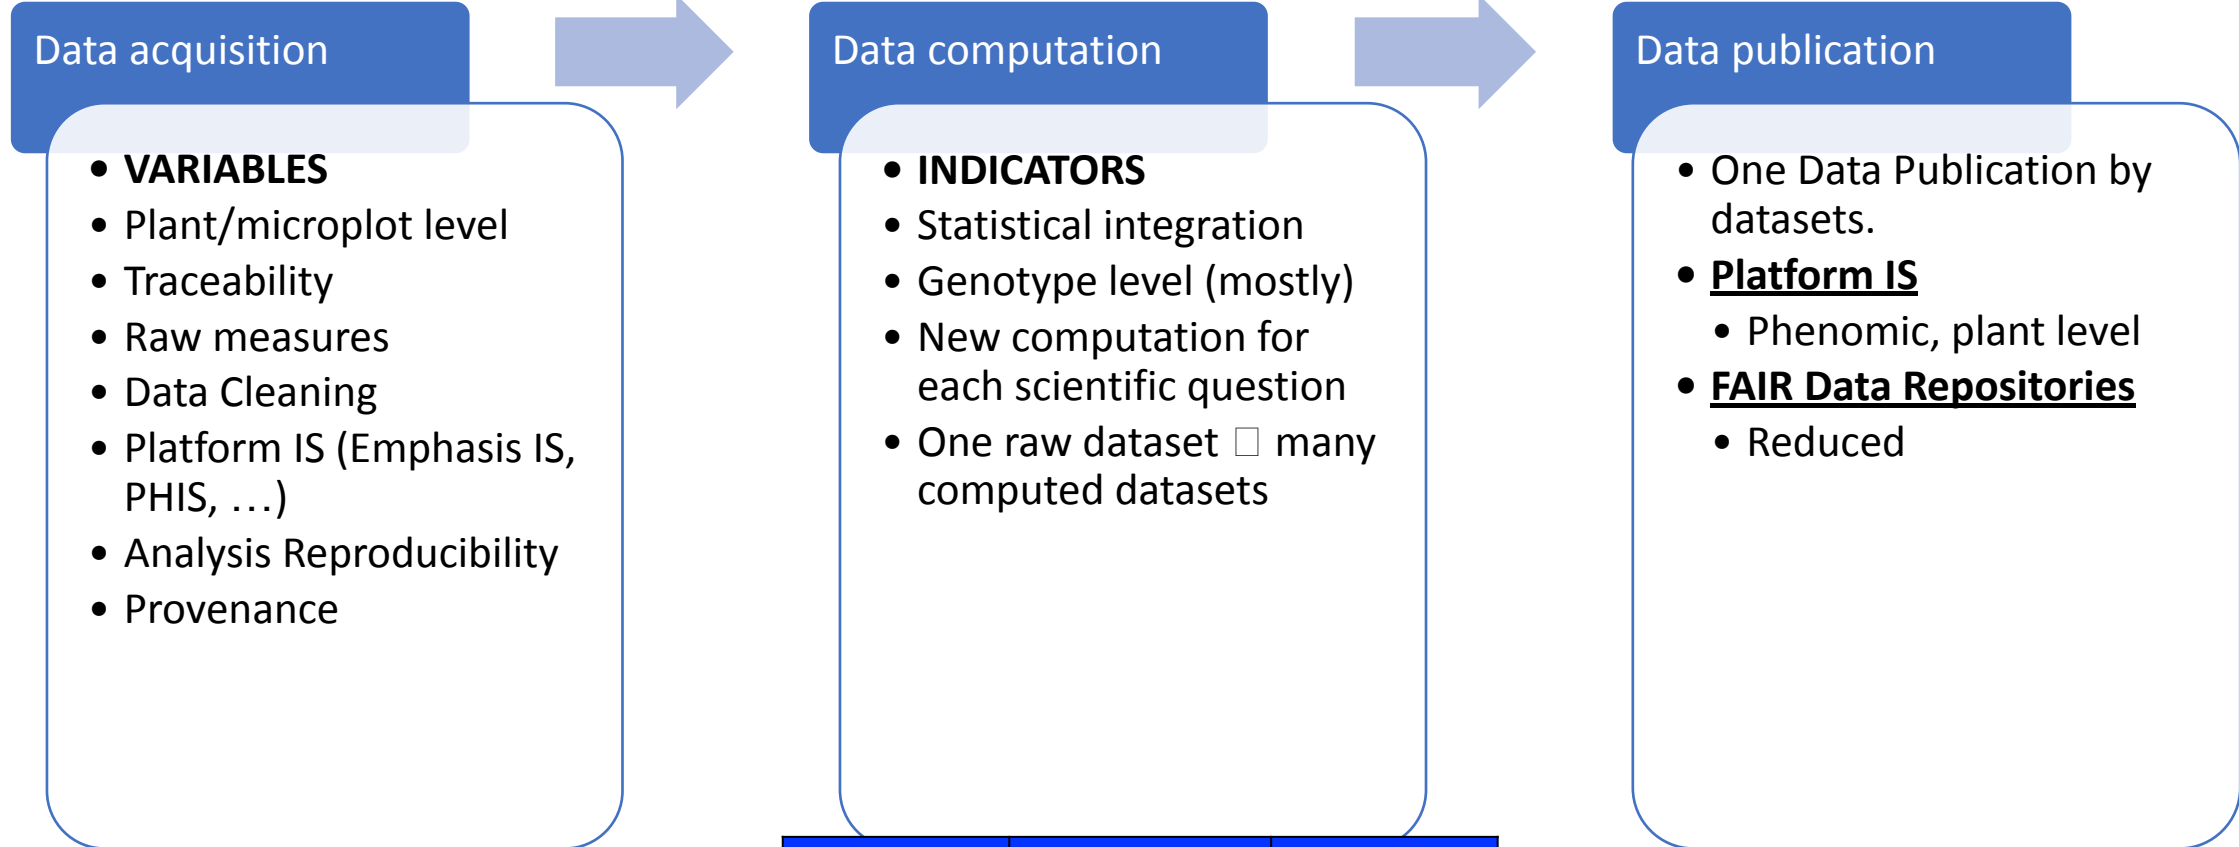 Data acquisition
• VARIABLES
• Plant/microplot level
• Traceability
• Raw measures
• Data Cleaning
• Platform IS (Emphasis IS,
PHIS, …)
• Analysis Reproducibility
• Provenance
Data computation
• INDICATORS
• Statistical integration
• Genotype level (mostly)
• New computation for
each scientific question
• One raw dataset □ many
computed datasets
Data publication
• One Data Publication by
datasets.
• Platform IS
• Phenomic, plant level
• FAIR Data Repositories
• Reduced